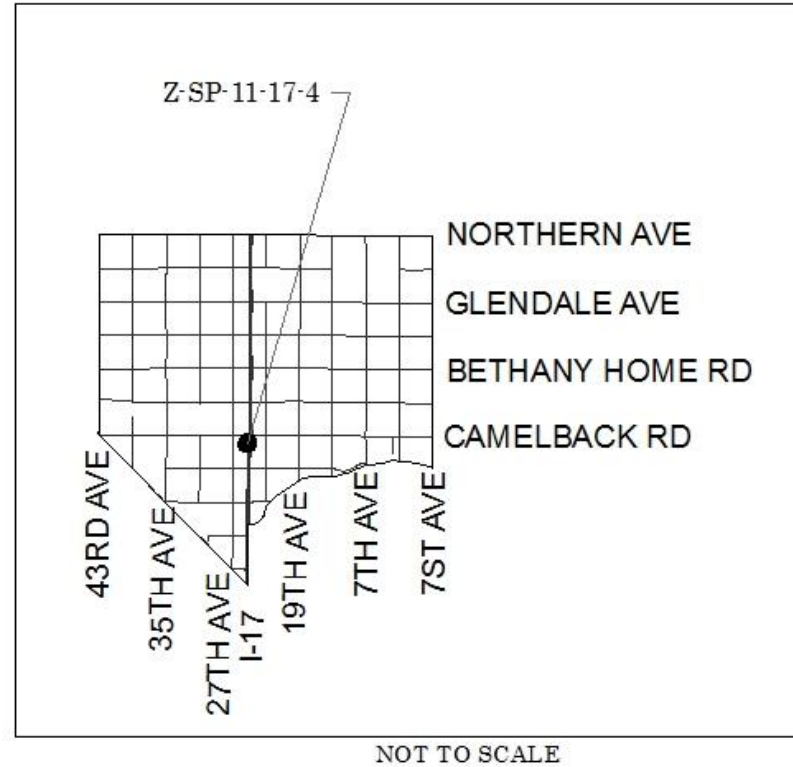 Z-SP-11-17-4
NORTHERN AVE
GLENDALE AVE
BETHANY HOME RD
CAMELBACK RD
43RD AVE
35TH AVE
27TH AVE
I-17
19TH AVE
7TH AVE
7ST AVE
NOT TO SCALE